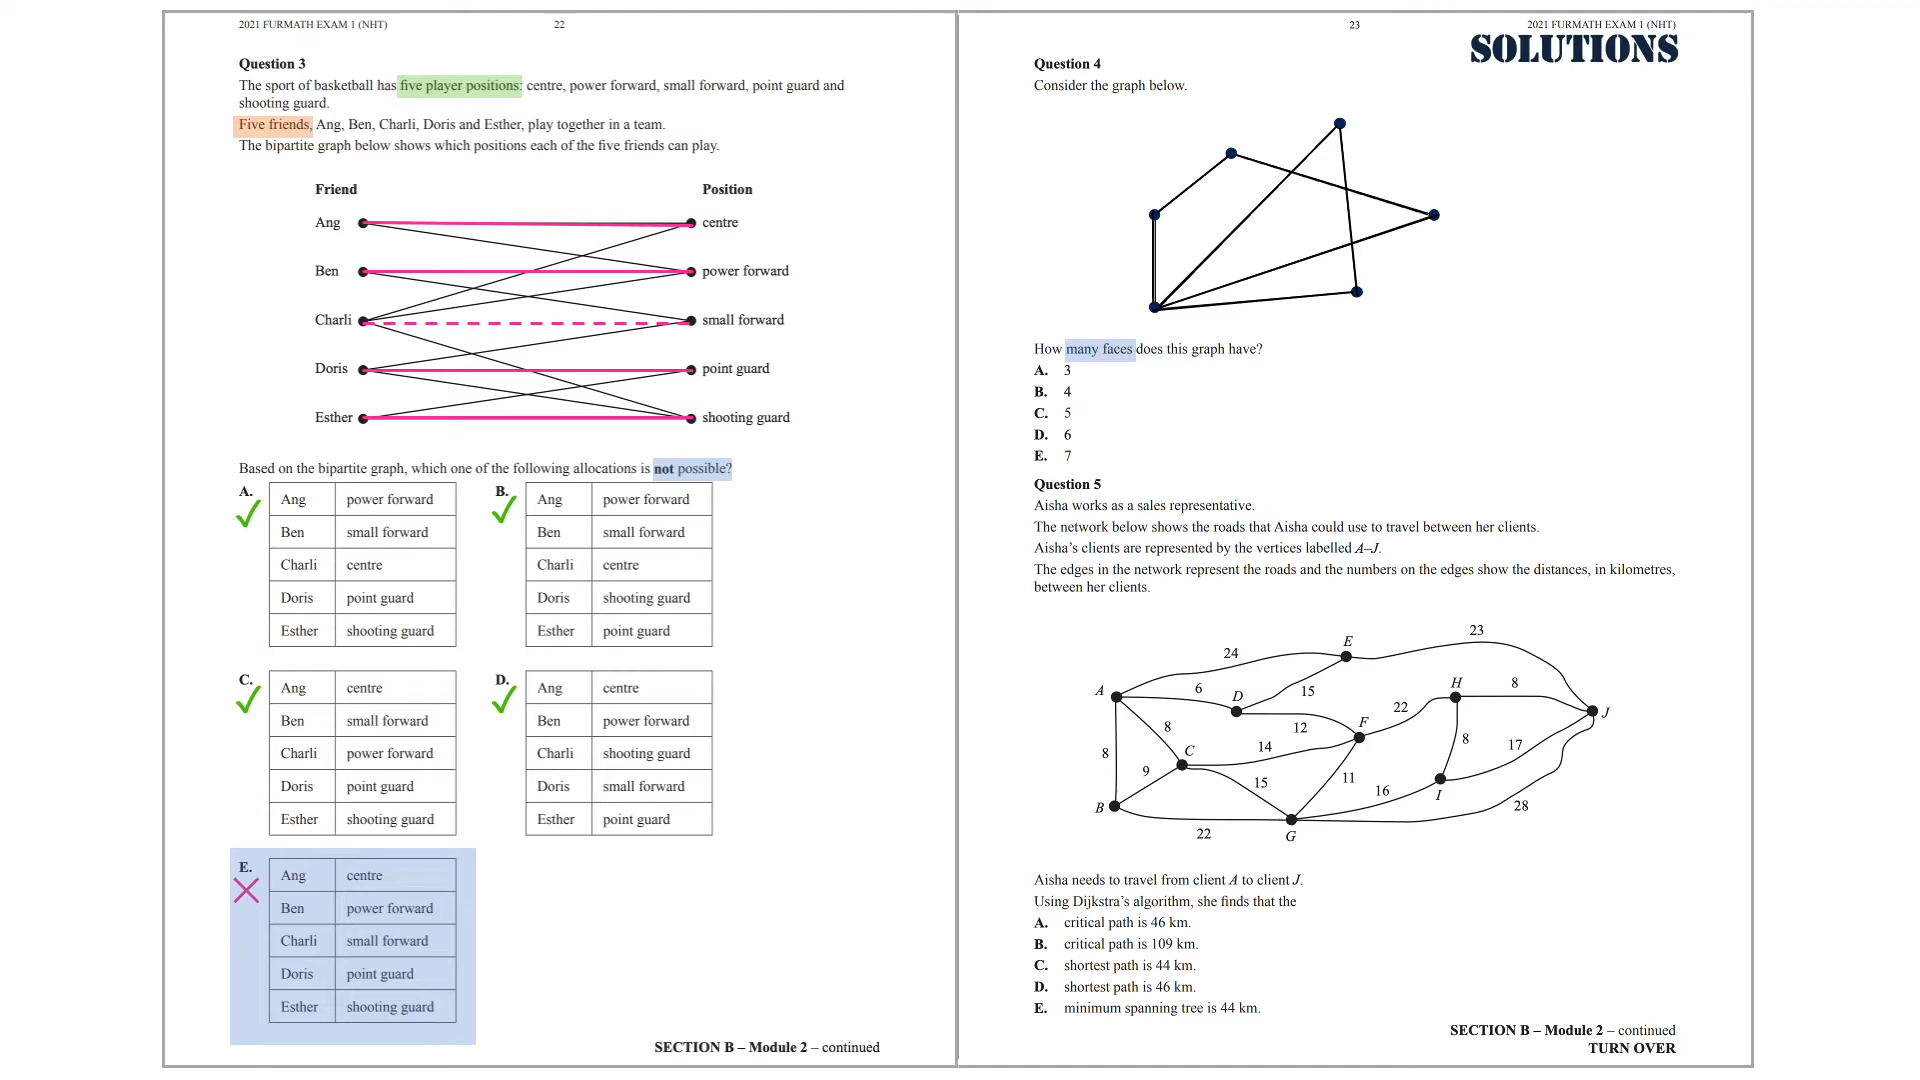 2021 FURMATH EXAM 1 (NHT)
22
Question 3
The sport of basketball has five player positions: centre, power forward, small forward, point guard and
shooting guard.
Five friends, Ang, Ben, Charli, Doris and Esther, play together in a team.
The bipartite graph below shows which positions each of the five friends can play.
Friend Position
Ang centre
Ben power forward
Charli small forward
Doris point guard
Esther shooting guard
Based on the bipartite graph, which one of the following allocations is not possible?
A.
Ang power forward
Ben small forward
Charli centre
Doris point guard
Esther shooting guard
B.
Ang power forward
Ben small forward
Charli centre
Doris shooting guard
Esther point guard
C.
Ang centre
Ben small forward
Charli power forward
Doris point guard
Esther shooting guard
D.
Ang centre
Ben power forward
Charli shooting guard
Doris small forward
Esther point guard
E.
Ang centre
Ben power forward
Charli small forward
Doris point guard
Esther shooting guard
SECTION B – Module 2 – continued
23
2021 FURMATH EXAM 1 (NHT)
SOLUTIONS
Question 4
Consider the graph below.
How many faces does this graph have?
A. 3
B. 4
C. 5
D. 6
E. 7
Question 5
Aisha works as a sales representative.
The network below shows the roads that Aisha could use to travel between her clients.
Aisha's clients are represented by the vertices labelled A–J.
The edges in the network represent the roads and the numbers on the edges show the distances, in kilometres,
between her clients.
23
E
24
A
6
D
15
H
8
J
22
8
12
F
8
C
14
8
17
9
15
11
16
I
B
28
22
G
Aisha needs to travel from client A to client J.
Using Dijkstra's algorithm, she finds that the
A. critical path is 46 km.
B. critical path is 109 km.
C. shortest path is 44 km.
D. shortest path is 46 km.
E. minimum spanning tree is 44 km.
SECTION B – Module 2 – continued
TURN OVER